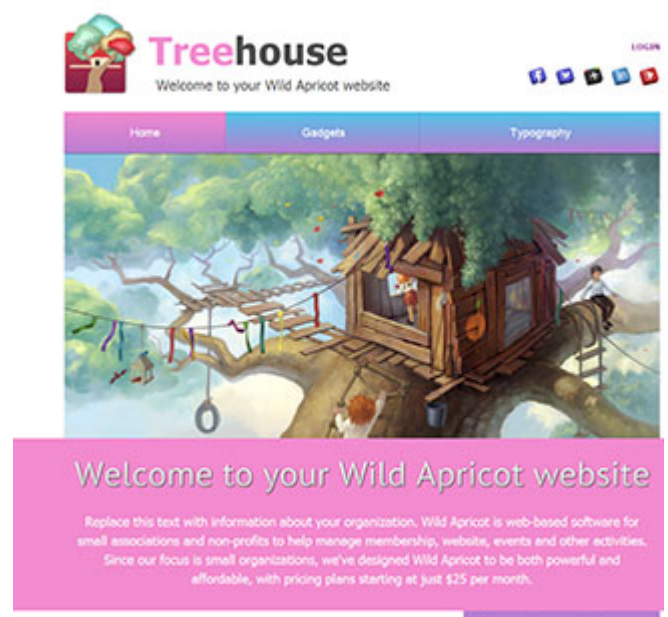 Treehouse
LOGIN
Welcome to your Wild Apricot website
Home Gadgets Typography
Welcome to your Wild Apricot website
Replace this text with information about your organization. Wild Apricot is web-based software for
small associations and non-profits to help manage membership, website, events and other activities.
Since our focus is small organizations, we've designed Wild Apricot to be both powerful and
affordable, with pricing plans starting at just $25 per month.